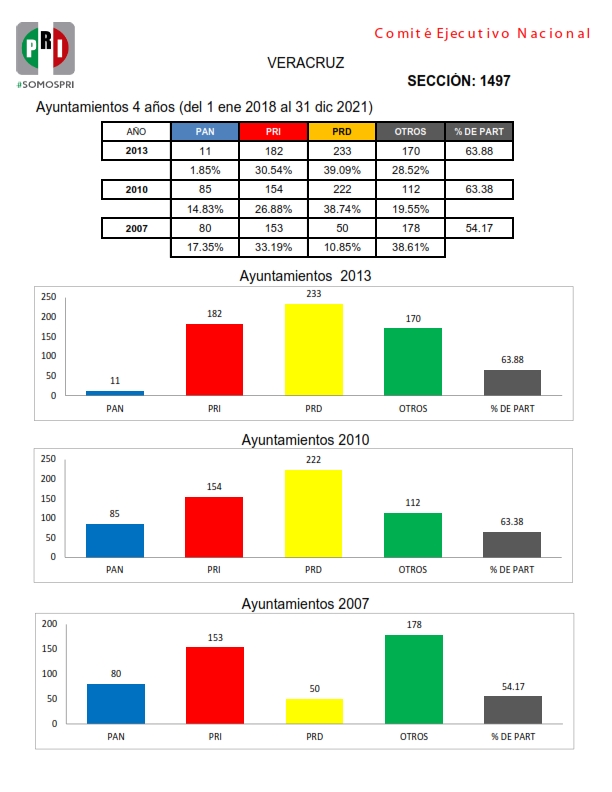 Comité Ejecutivo Nacional
PRI
#SOMOSPRI
VERACRUZ
SECCIÓN: 1497
Ayuntamientos 4 años (del 1 ene 2018 al 31 dic 2021)
AÑO PAN PRI PRD OTROS % DE PART
2013 11 182 233 170 63.88
1.85% 30.54% 39.09% 28.52%
2010 85 154 222 112 63.38
14.83% 26.88% 38.74% 19.55%
2007 80 153 50 178 54.17
17.35% 33.19% 10.85% 38.61%
Ayuntamientos 2013
250
200
150
100
50
0
11 182 233 170 63.88
PAN PRI PRD OTROS % DE PART
Ayuntamientos 2010
250
200
150
100
50
0
85 154 222 112 63.38
PAN PRI PRD OTROS % DE PART
Ayuntamientos 2007
200
150
100
50
0
80 153 50 178 54.17
PAN PRI PRD OTROS % DE PART